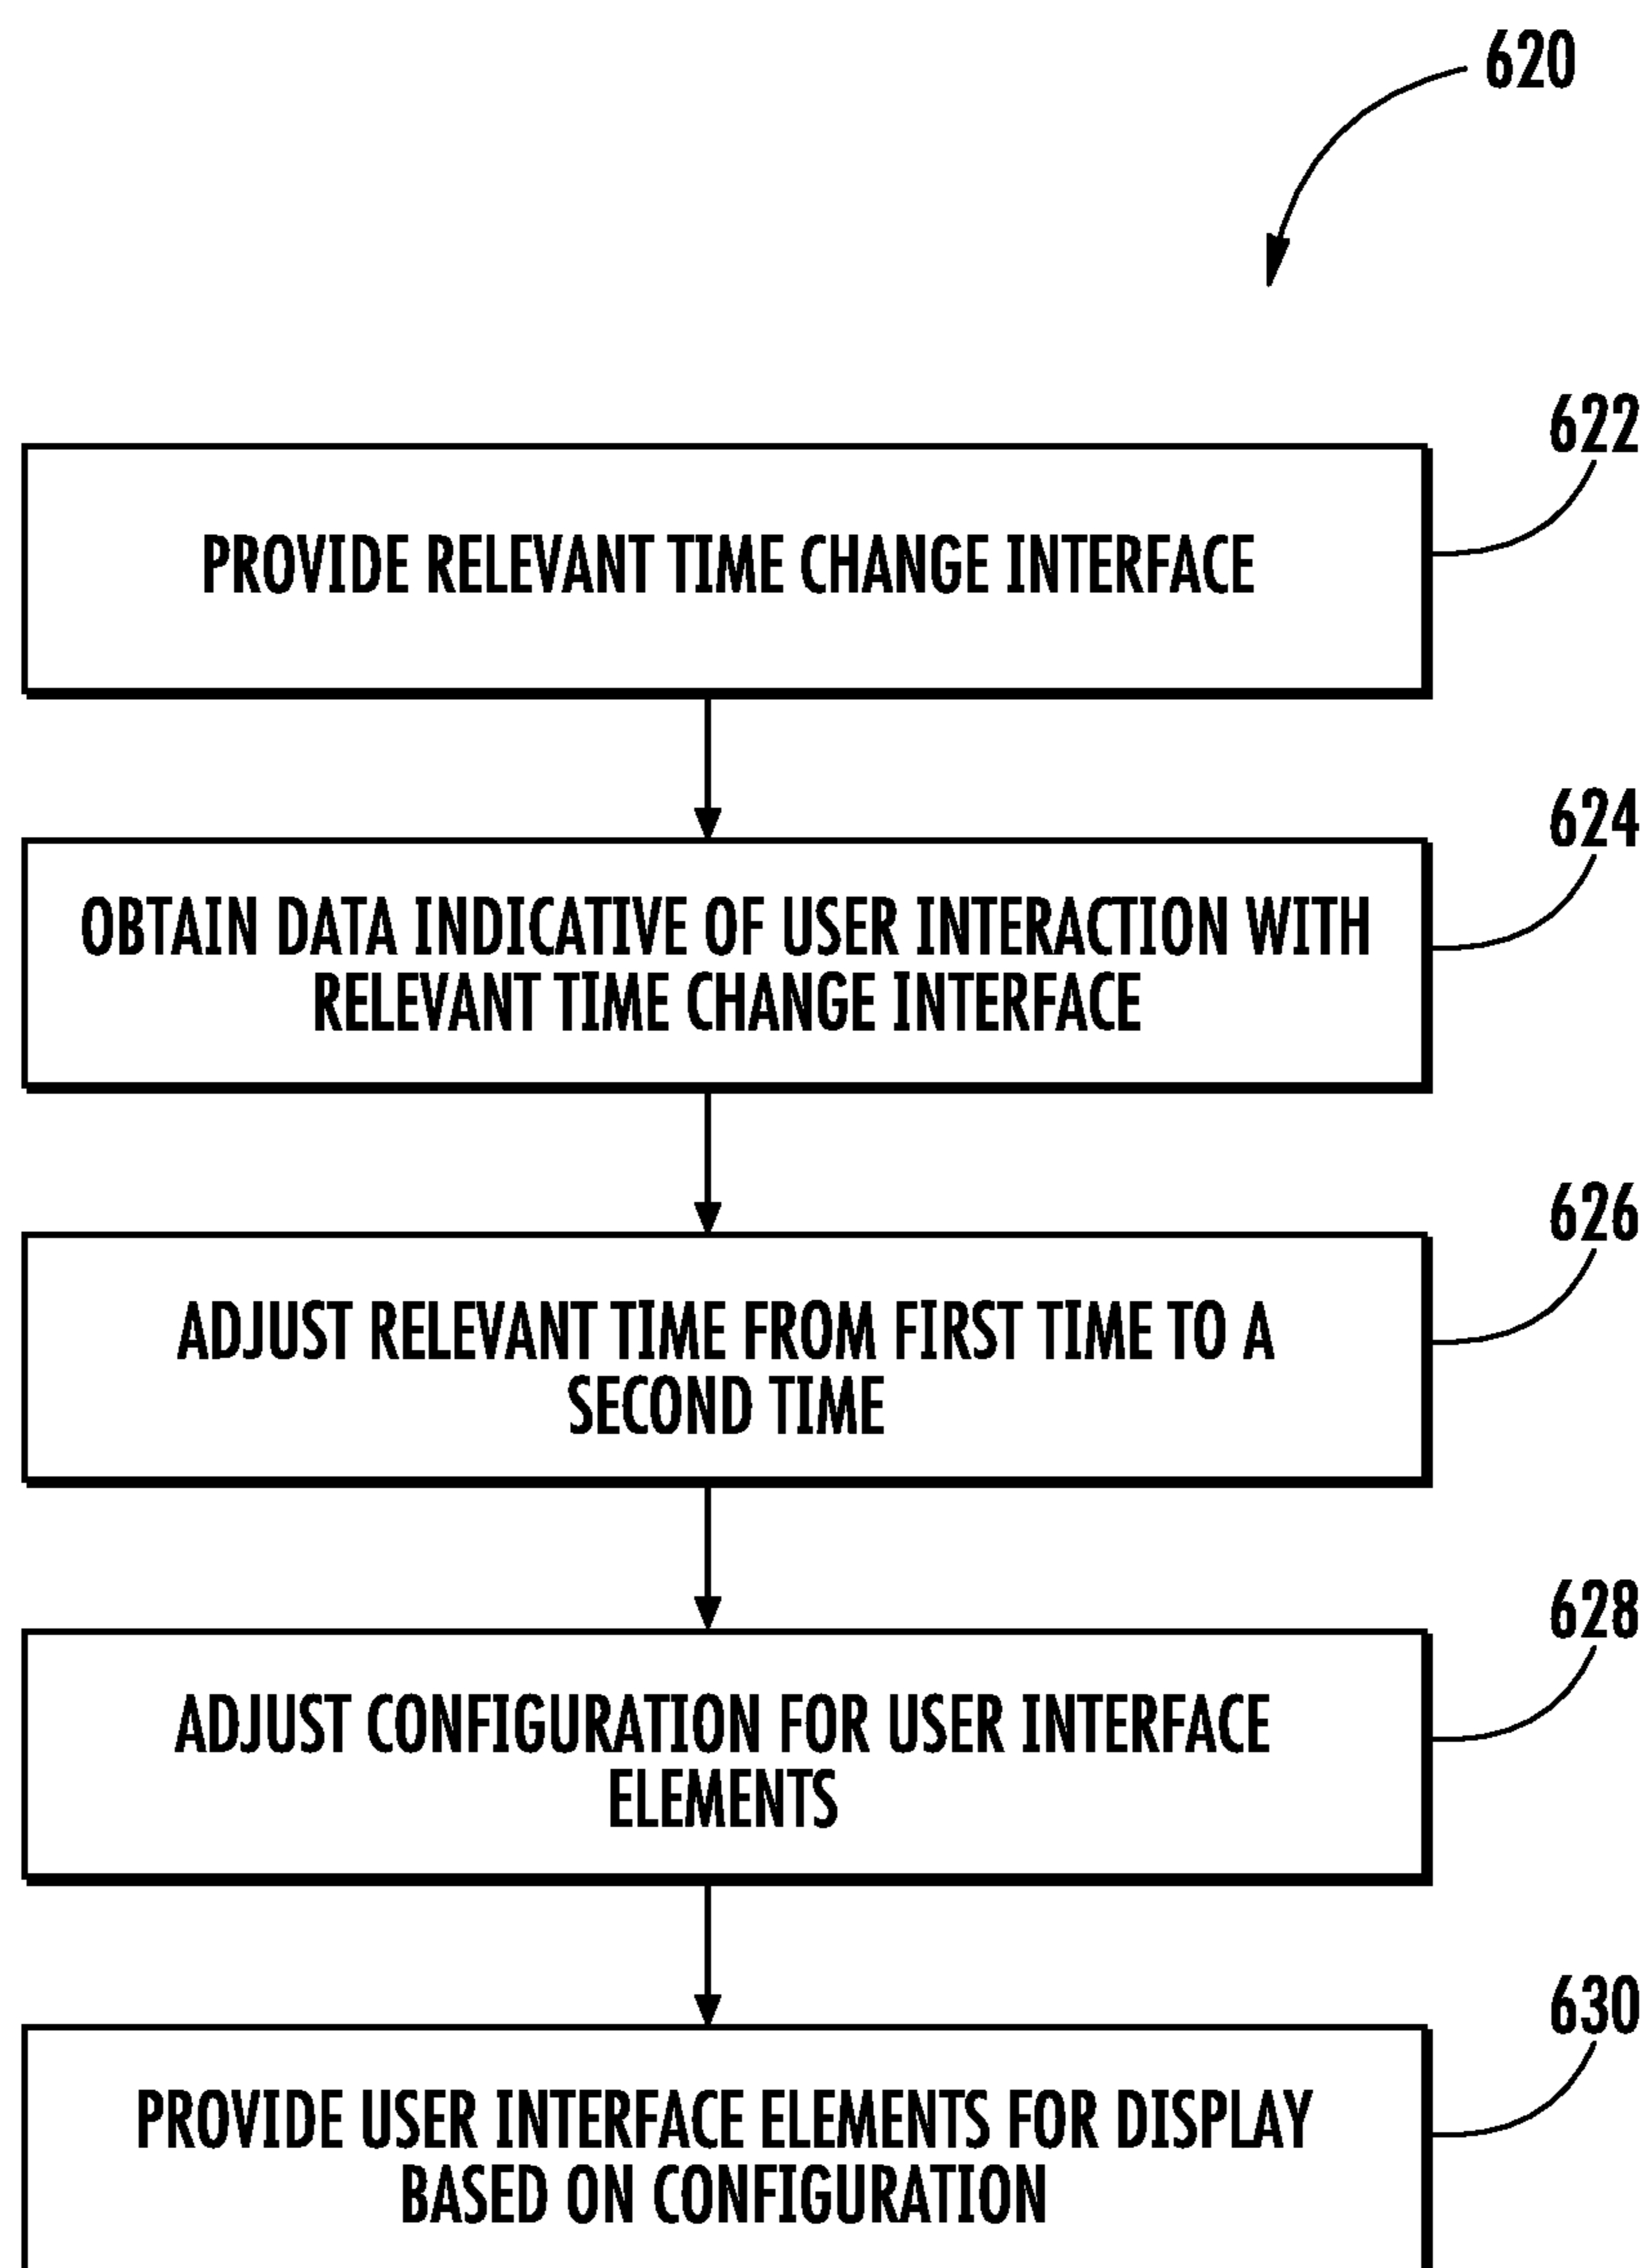 620
622
PROVIDE RELEVANT TIME CHANGE INTERFACE
624
OBTAIN DATA INDICATIVE OF USER INTERACTION WITH
RELEVANT TIME CHANGE INTERFACE
626
ADJUST RELEVANT TIME FROM FIRST TIME TO A
SECOND TIME
628
ADJUST CONFIGURATION FOR USER INTERFACE
ELEMENTS
630
PROVIDE USER INTERFACE ELEMENTS FOR DISPLAY
BASED ON CONFIGURATION